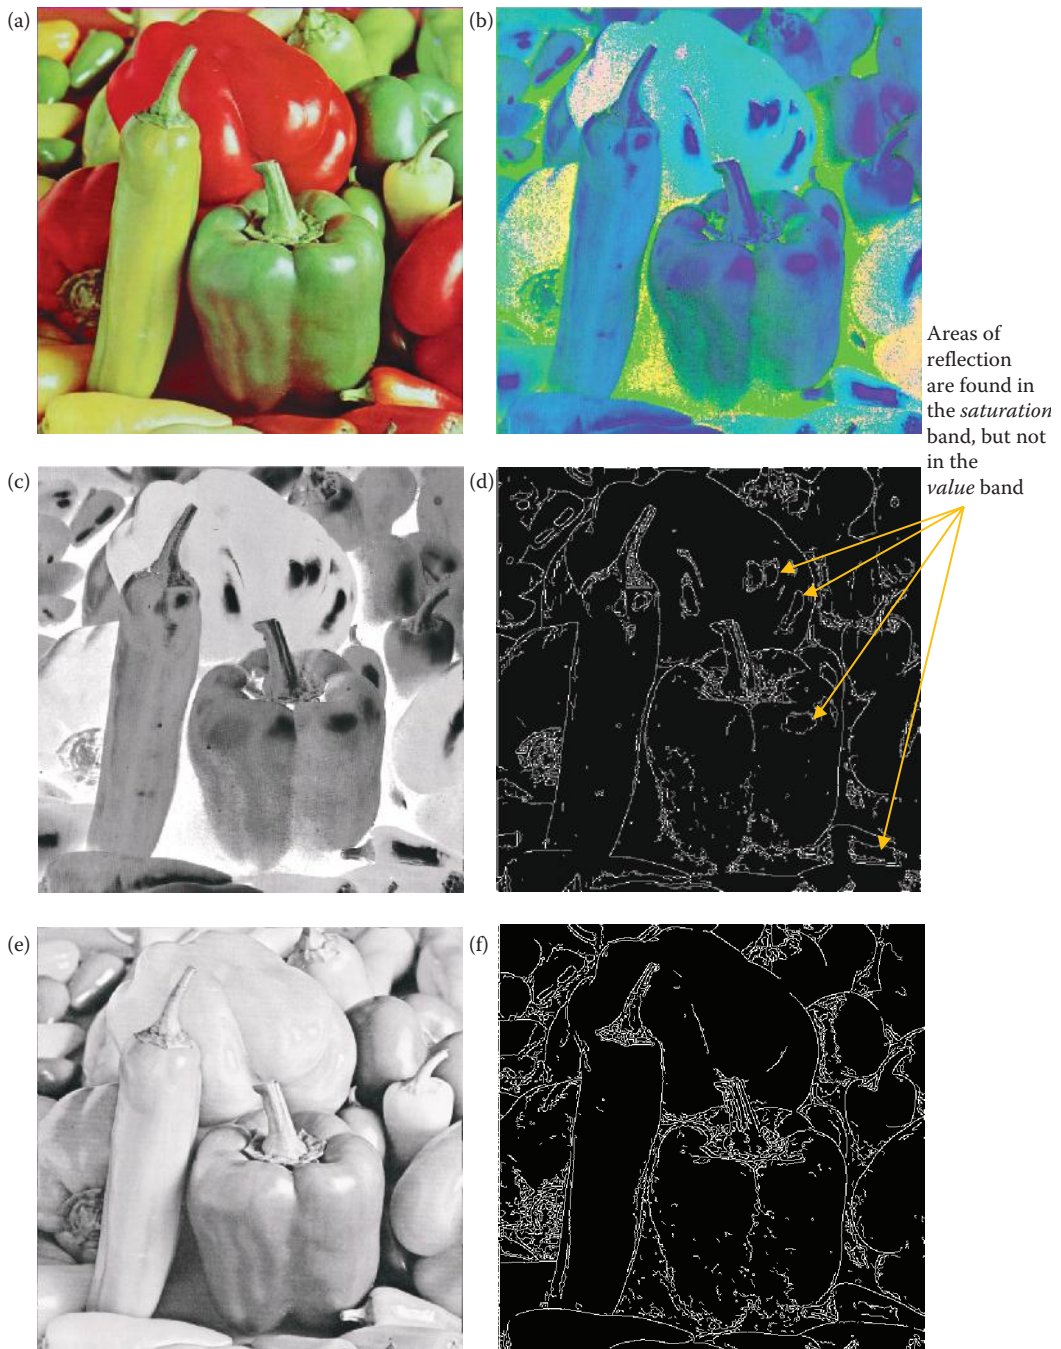 (a)
(b)
Areas of
reflection
are found in
the saturation
band, but not
in the
value band
(c)
(d)
(e)
(f)